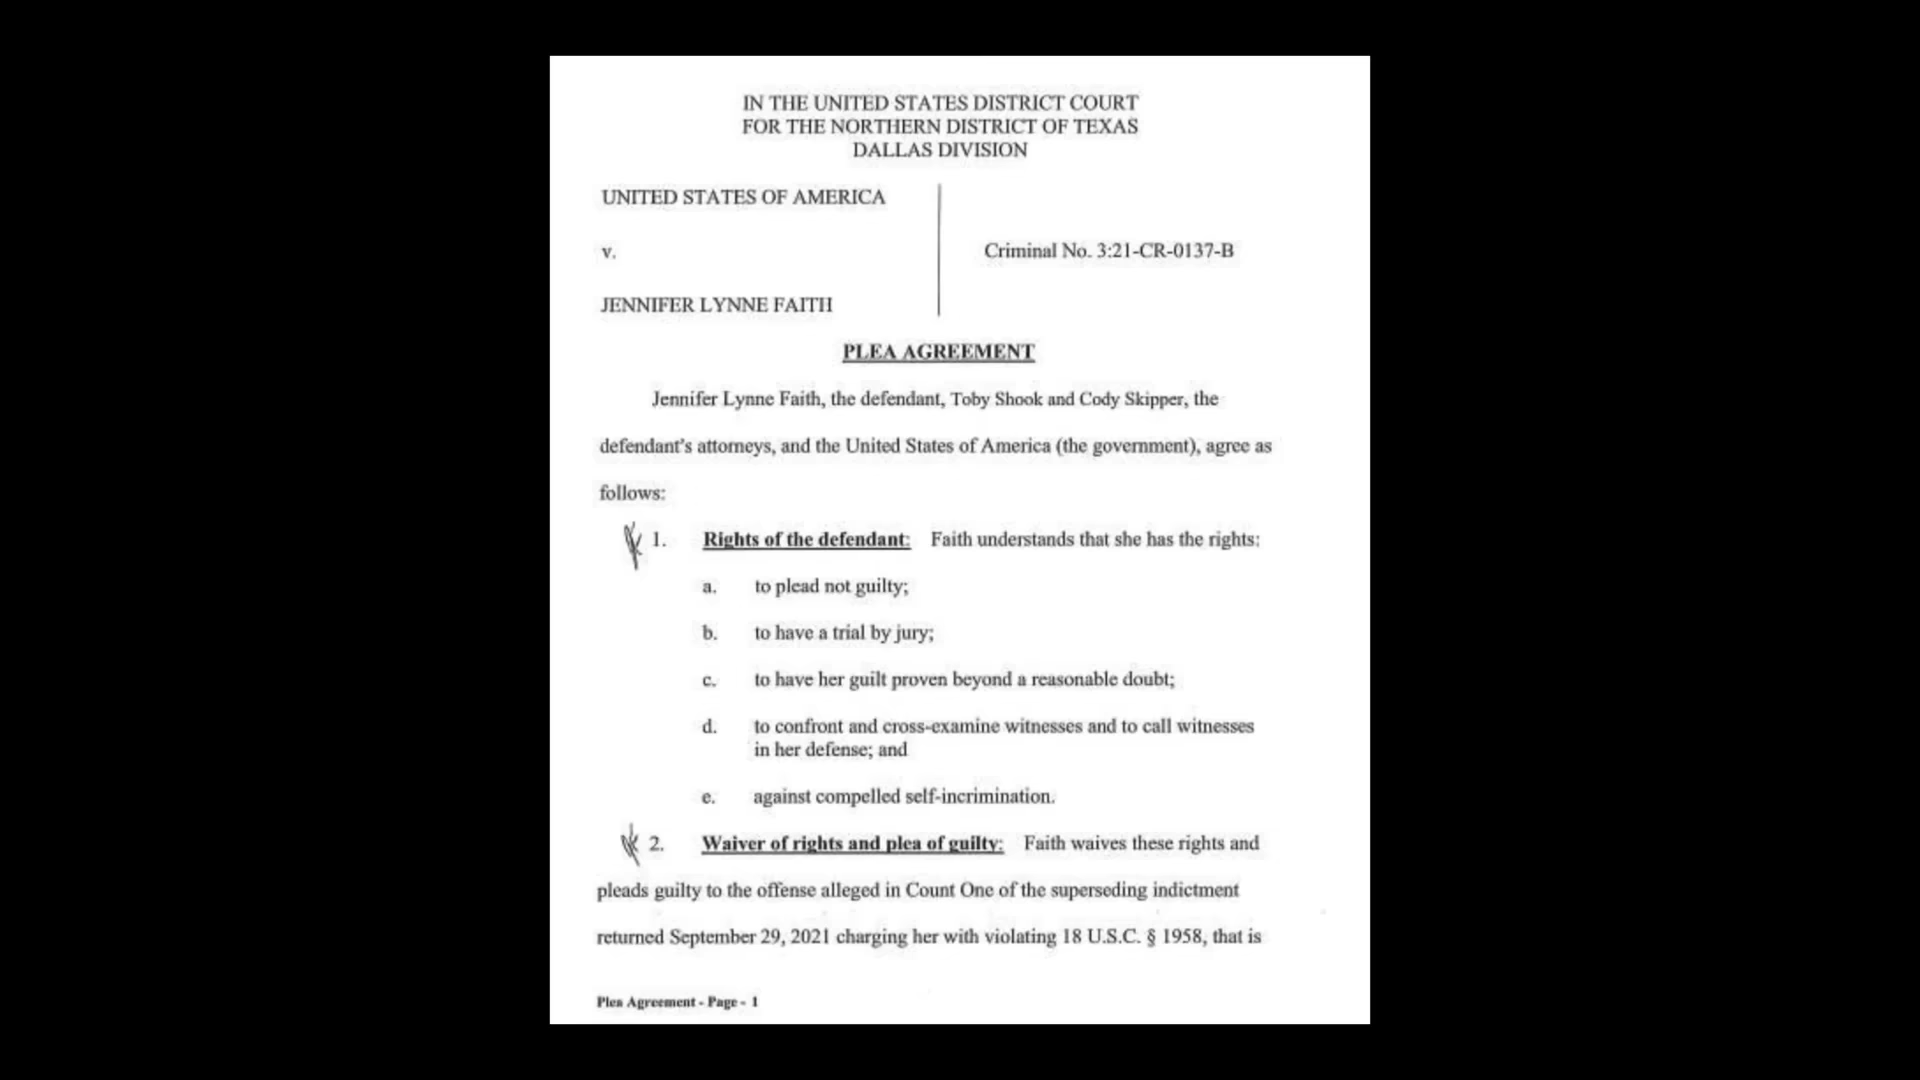 IN THE UNITED STATES DISTRICT COURT
FOR THE NORTHERN DISTRICT OF TEXAS
DALLAS DIVISION
UNITED STATES OF AMERICA
v.
Criminal No. 3:21-CR-0137-B
JENNIFER LYNNE FAITH
PLEA AGREEMENT
Jennifer Lynne Faith, the defendant, Toby Shook and Cody Skipper, the
defendant's attorneys, and the United States of America (the government), agree as
follows:
1. Rights of the defendant: Faith understands that she has the rights:
a. to plead not guilty;
b. to have a trial by jury;
c. to have her guilt proven beyond a reasonable doubt;
d. to confront and cross-examine witnesses and to call witnesses
in her defense; and
e. against compelled self-incrimination.
2. Waiver of rights and plea of guilty: Faith waives these rights and
pleads guilty to the offense alleged in Count One of the superseding indictment
returned September 29, 2021 charging her with violating 18 U.S.C. § 1958, that is
Plea Agreement - Page - 1